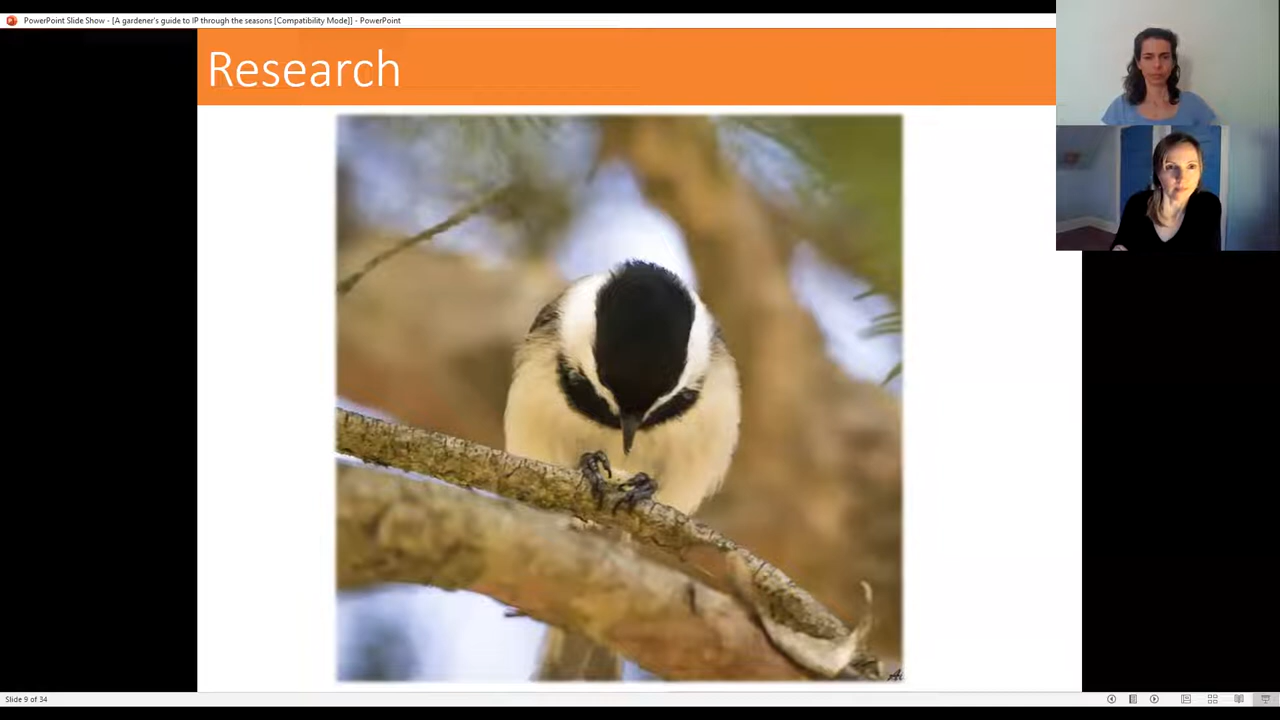 PowerPoint Slide Show - [A gardener's guide to IP through the seasons [Compatibility Mode]] - PowerPoint
Research
Slide 9 of 34